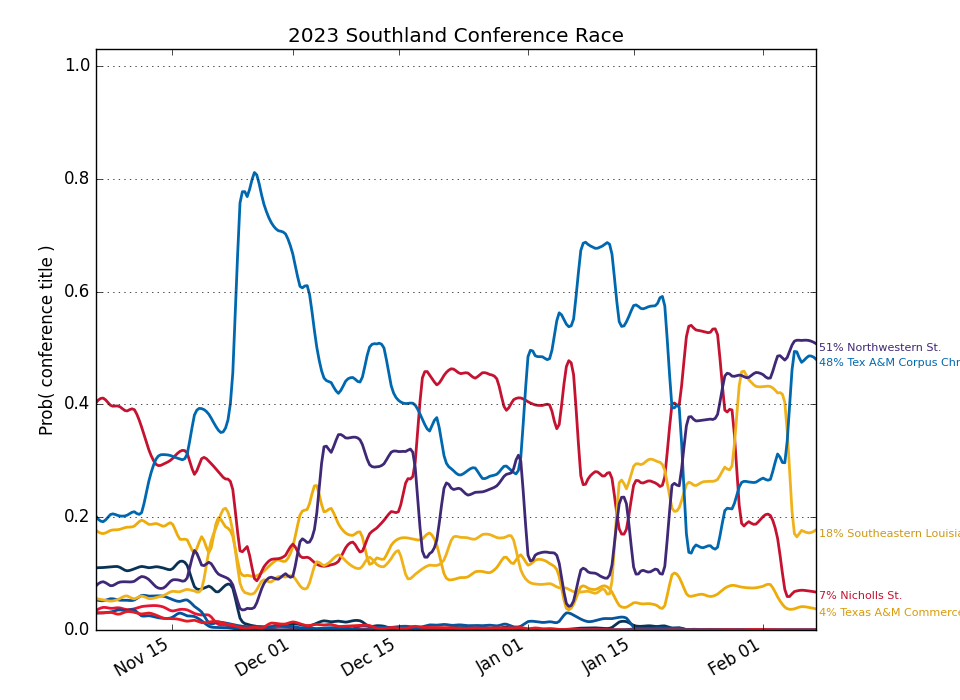 2023 Southland Conference Race
Prob( conference title )
1.0
0.8
0.6
0.4
0.2
0.0
51% Northwestern St.
48% Tex A&M Corpus Chr
18% Southeastern Louisia
7% Nicholls St.
4% Texas A&M Commerce
Nov 15
Dec 01
Dec 15
Jan 01
Jan 15
Feb 01